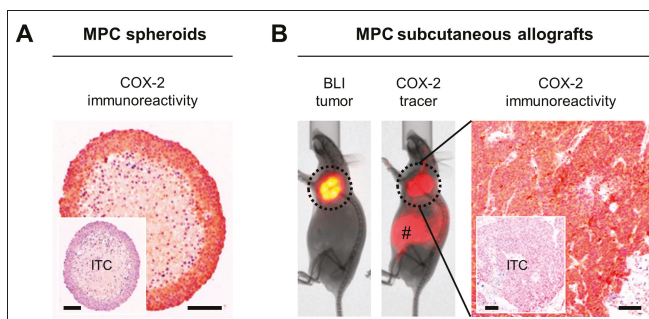 A
MPC spheroids
COX-2
immunoreactivity
ITC
B
MPC subcutaneous allografts
BLI
tumor
COX-2
tracer
COX-2
immunoreactivity
#
ITC